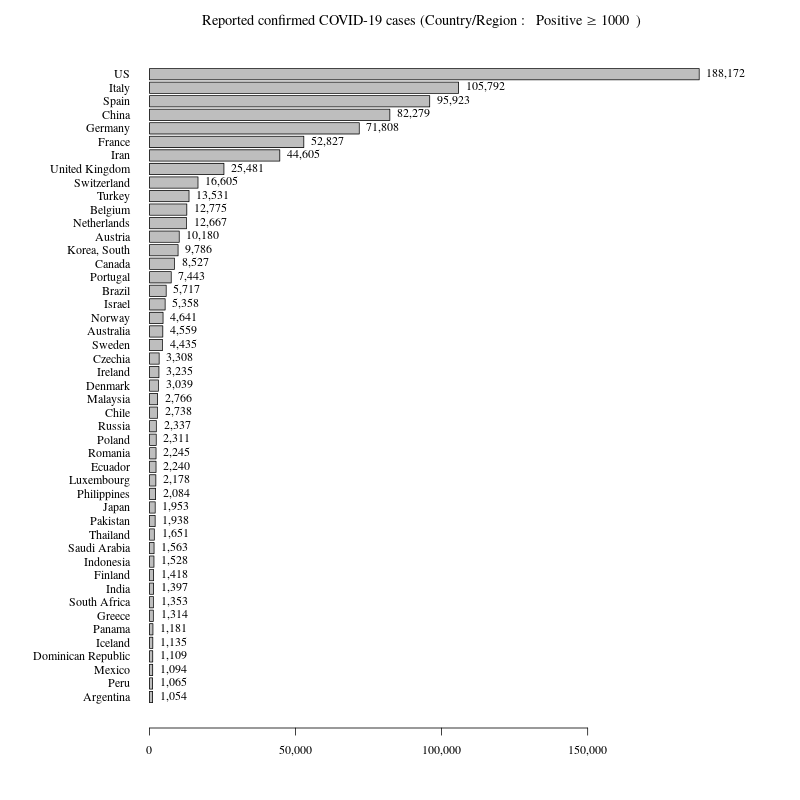 Reported confirmed COVID-19 cases (Country/Region :   Positive ≥ 1000  )
US 188,172
Italy 105,792
Spain 95,923
China 82,279
Germany 71,808
France 52,827
Iran 44,605
United Kingdom 25,481
Switzerland 16,605
Turkey 13,531
Belgium 12,775
Netherlands 12,667
Austria 10,180
Korea, South 9,786
Canada 8,527
Portugal 7,443
Brazil 5,717
Israel 5,358
Norway 4,641
Australia 4,559
Sweden 4,435
Czechia 3,308
Ireland 3,235
Denmark 3,039
Malaysia 2,766
Chile 2,738
Russia 2,337
Poland 2,311
Romania 2,245
Ecuador 2,240
Luxembourg 2,178
Philippines 2,084
Japan 1,953
Pakistan 1,938
Thailand 1,651
Saudi Arabia 1,563
Indonesia 1,528
Finland 1,418
India 1,397
South Africa 1,353
Greece 1,314
Panama 1,181
Iceland 1,135
Dominican Republic 1,109
Mexico 1,094
Peru 1,065
Argentina 1,054
0 50,000 100,000 150,000